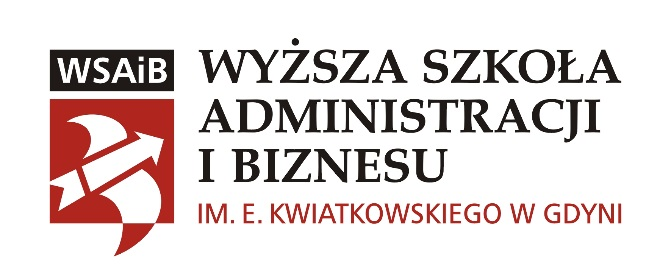 WSAiB
WYŻSZA SZKOŁA
ADMINISTRACJI
I BIZNESU
IM. E. KWIATKOWSKIEGO W GDYNI